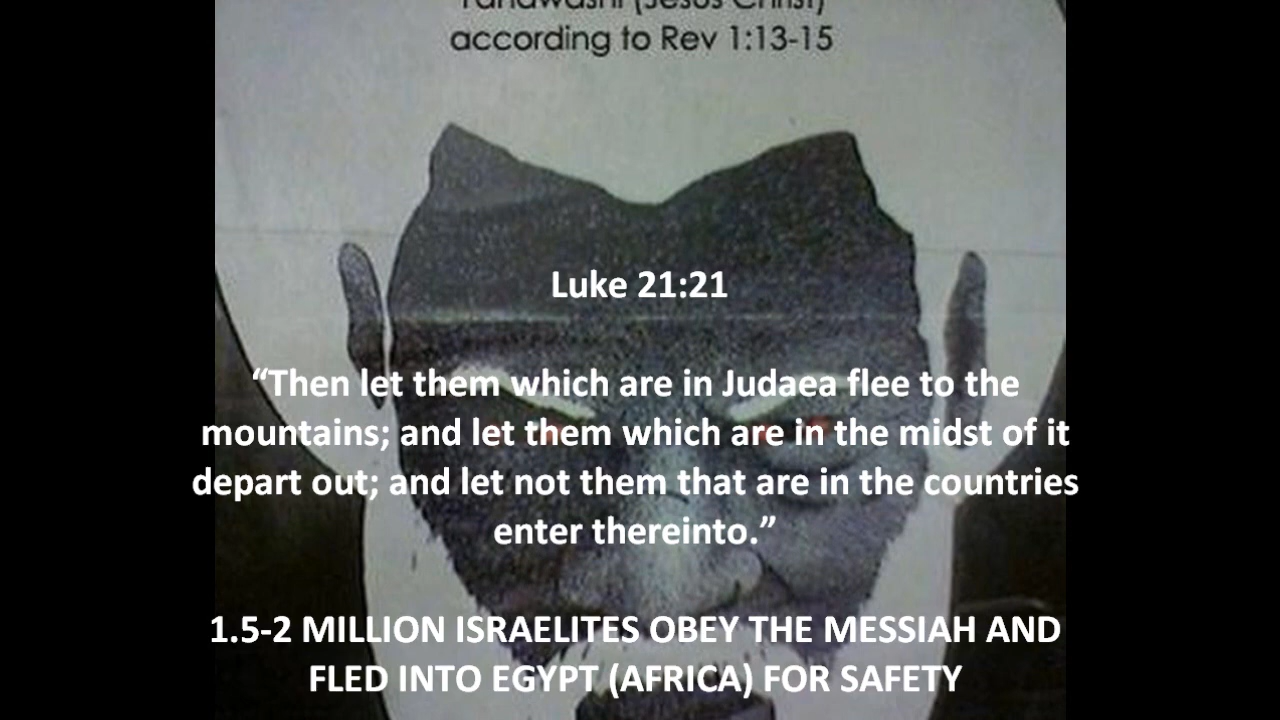 (Jesus Christ)
according to Rev 1:13-15
Luke 21:21
“Then let them which are in Judaea flee to the
mountains; and let them which are in the midst of it
depart out; and let not them that are in the countries
enter thereinto.”
1.5-2 MILLION ISRAELITES OBEY THE MESSIAH AND
FLED INTO EGYPT (AFRICA) FOR SAFETY